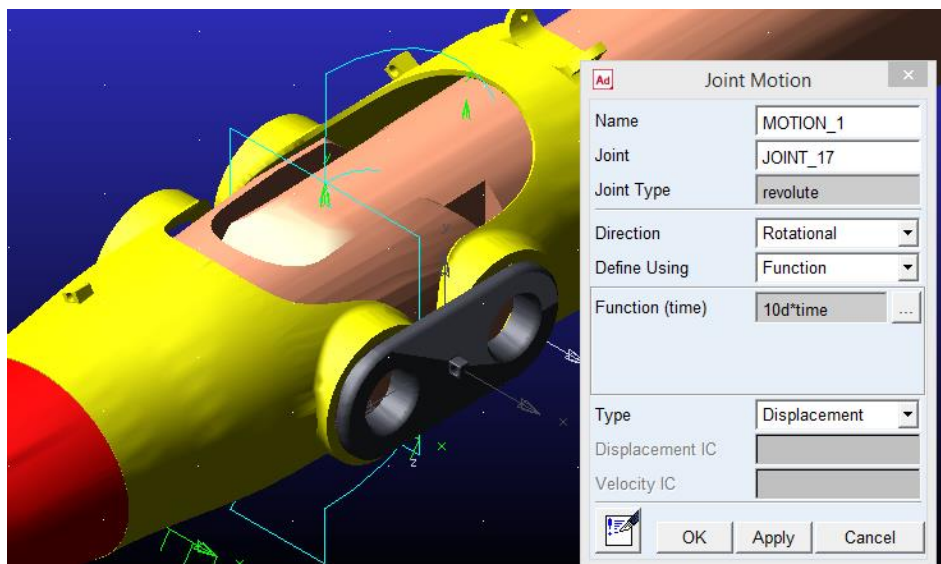 Ad
Joint Motion
Name MOTION_1
Joint JOINT_17
Joint Type revolute
Direction Rotational
Define Using Function
Function (time) 10d*time ...
Type Displacement
Displacement IC
Velocity IC
OK Apply Cancel
y
x
x
z
x